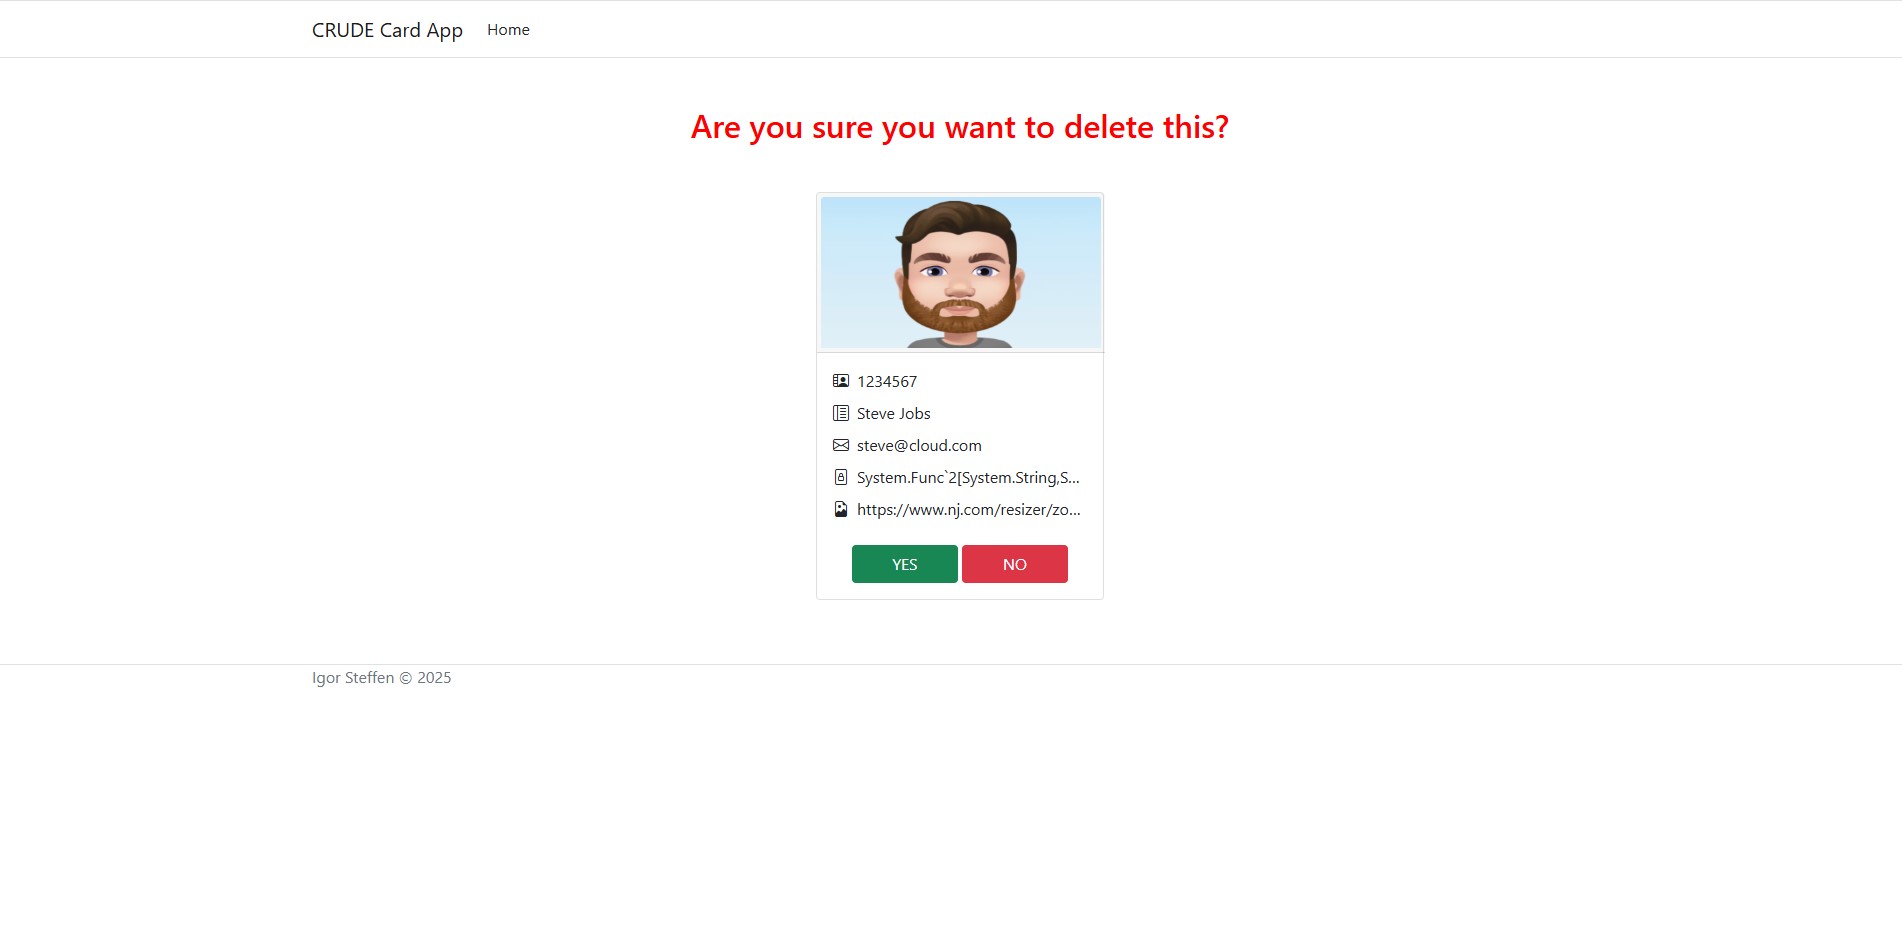 CRUDE Card App Home
Are you sure you want to delete this?
1234567
Steve Jobs
steve@cloud.com
System.Func`2[System.String,S...
https://www.nj.com/resizer/zo...
YES NO
Igor Steffen © 2025